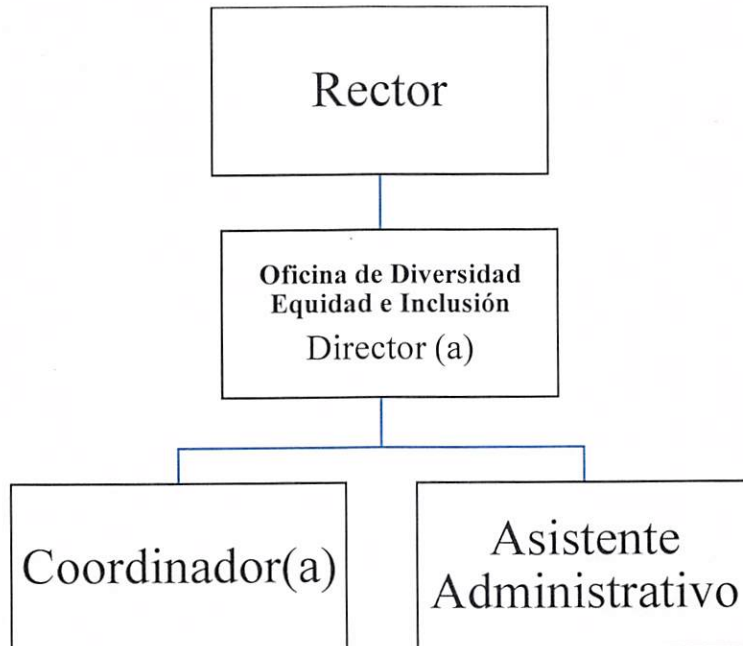 Rector
Oficina de Diversidad
Equidad e Inclusión
Director (a)
Coordinador(a)
Asistente
Administrativo